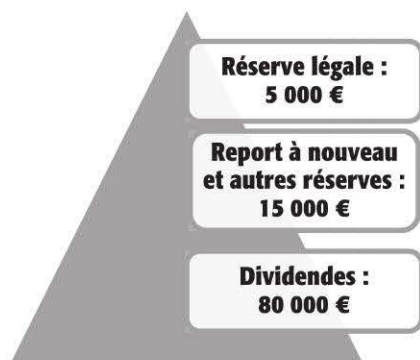 Réserve légale :
5 000 €
Report à nouveau
et autres réserves :
15 000 €
Dividendes :
80 000 €